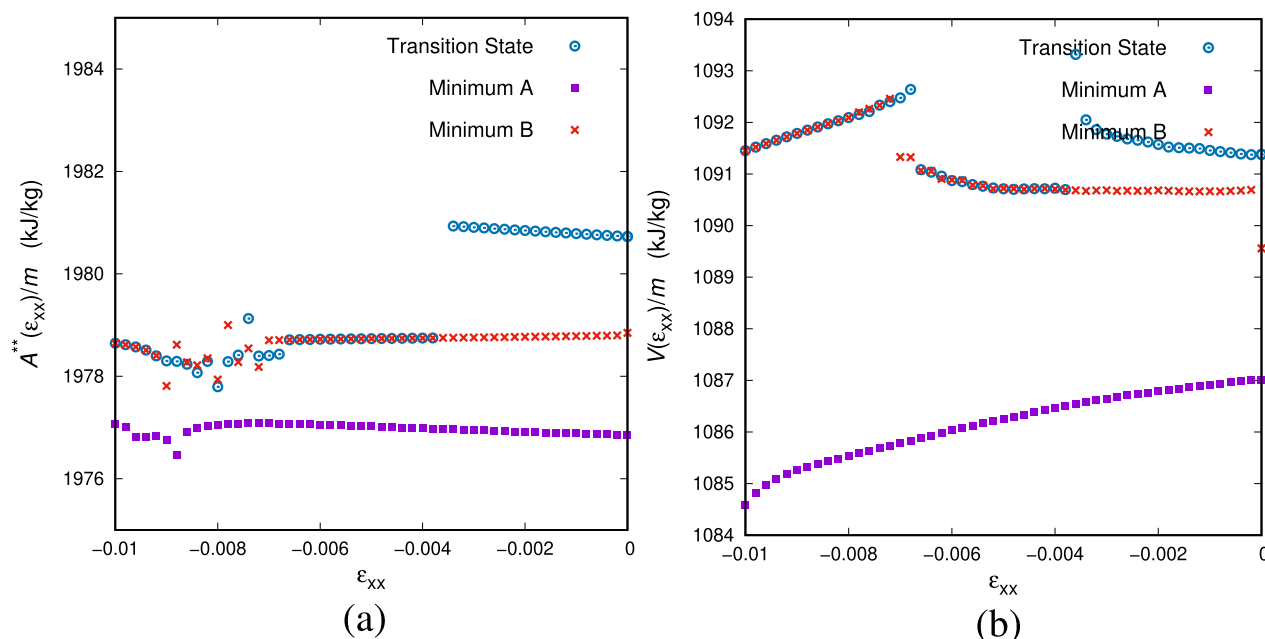 Transition State
Minimum A
Minimum B
1984
1982
1980
1978
1976
A**(εxx)/m (kJ/kg)
−0.01 −0.008 −0.006 −0.004 −0.002 0
εxx
(a)
Transition State
Minimum A
Minimum B
1094
1093
1092
1091
1090
1089
1088
1087
1086
1085
1084
V(εxx)/m (kJ/kg)
−0.01 −0.008 −0.006 −0.004 −0.002 0
εxx
(b)